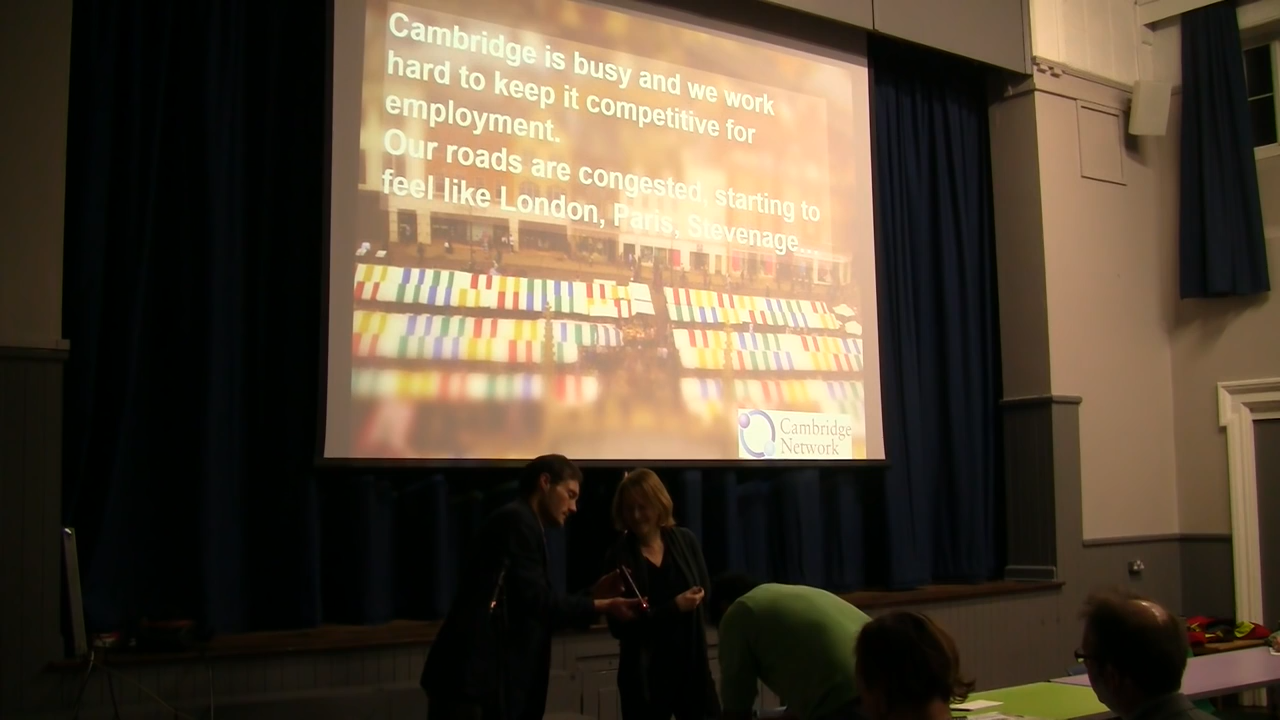 Cambridge is busy and we work
hard to keep it competitive for
employment.
Our roads are congested, starting to
feel like London, Paris, Stevenage...
Cambridge
Network